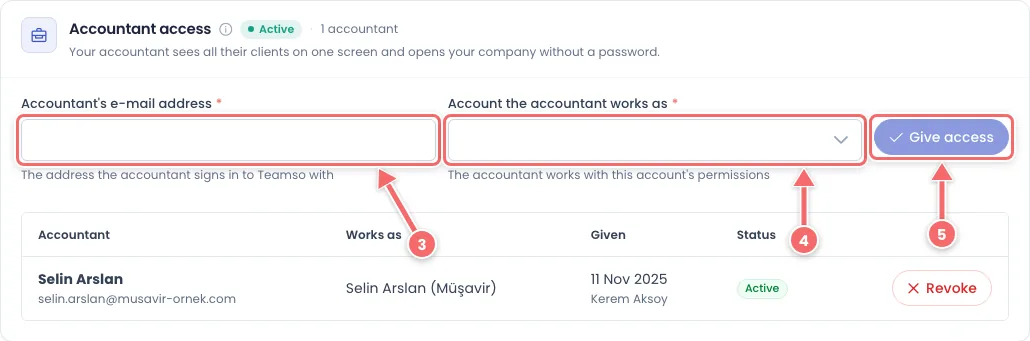 Accountant access Active · 1 accountant
Your accountant sees all their clients on one screen and opens your company without a password.
Accountant's e-mail address * Account the accountant works as *
Give access
The address the accountant signs in to Teamso with The accountant works with this account's permissions
3 4 5
Accountant Works as Given Status
Selin Arslan Selin Arslan (Müşavir) 11 Nov 2025 Active Revoke
selin.arslan@musavir-ornek.com Kerem Aksoy